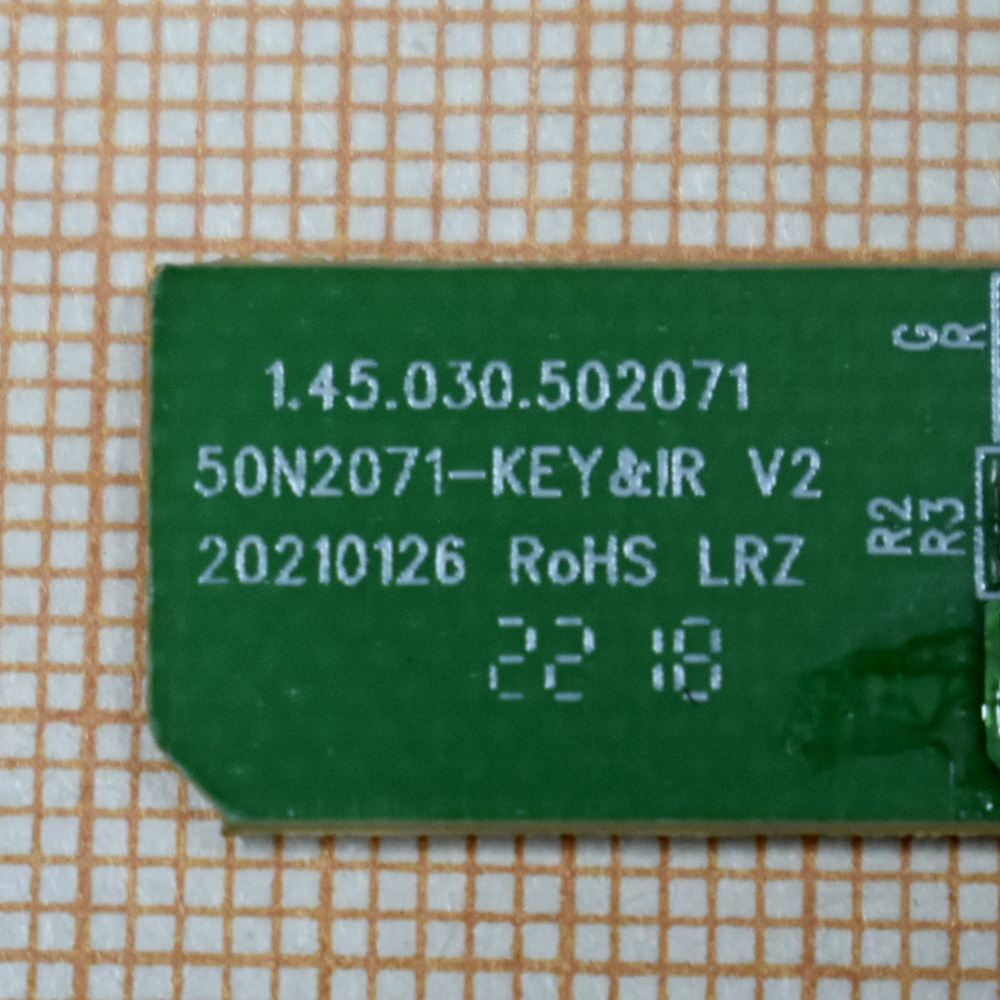 1.45.030.502071
50N2071-KEY&IR V2
20210126 RoHS LRZ
22 18
G
R
R2
R3